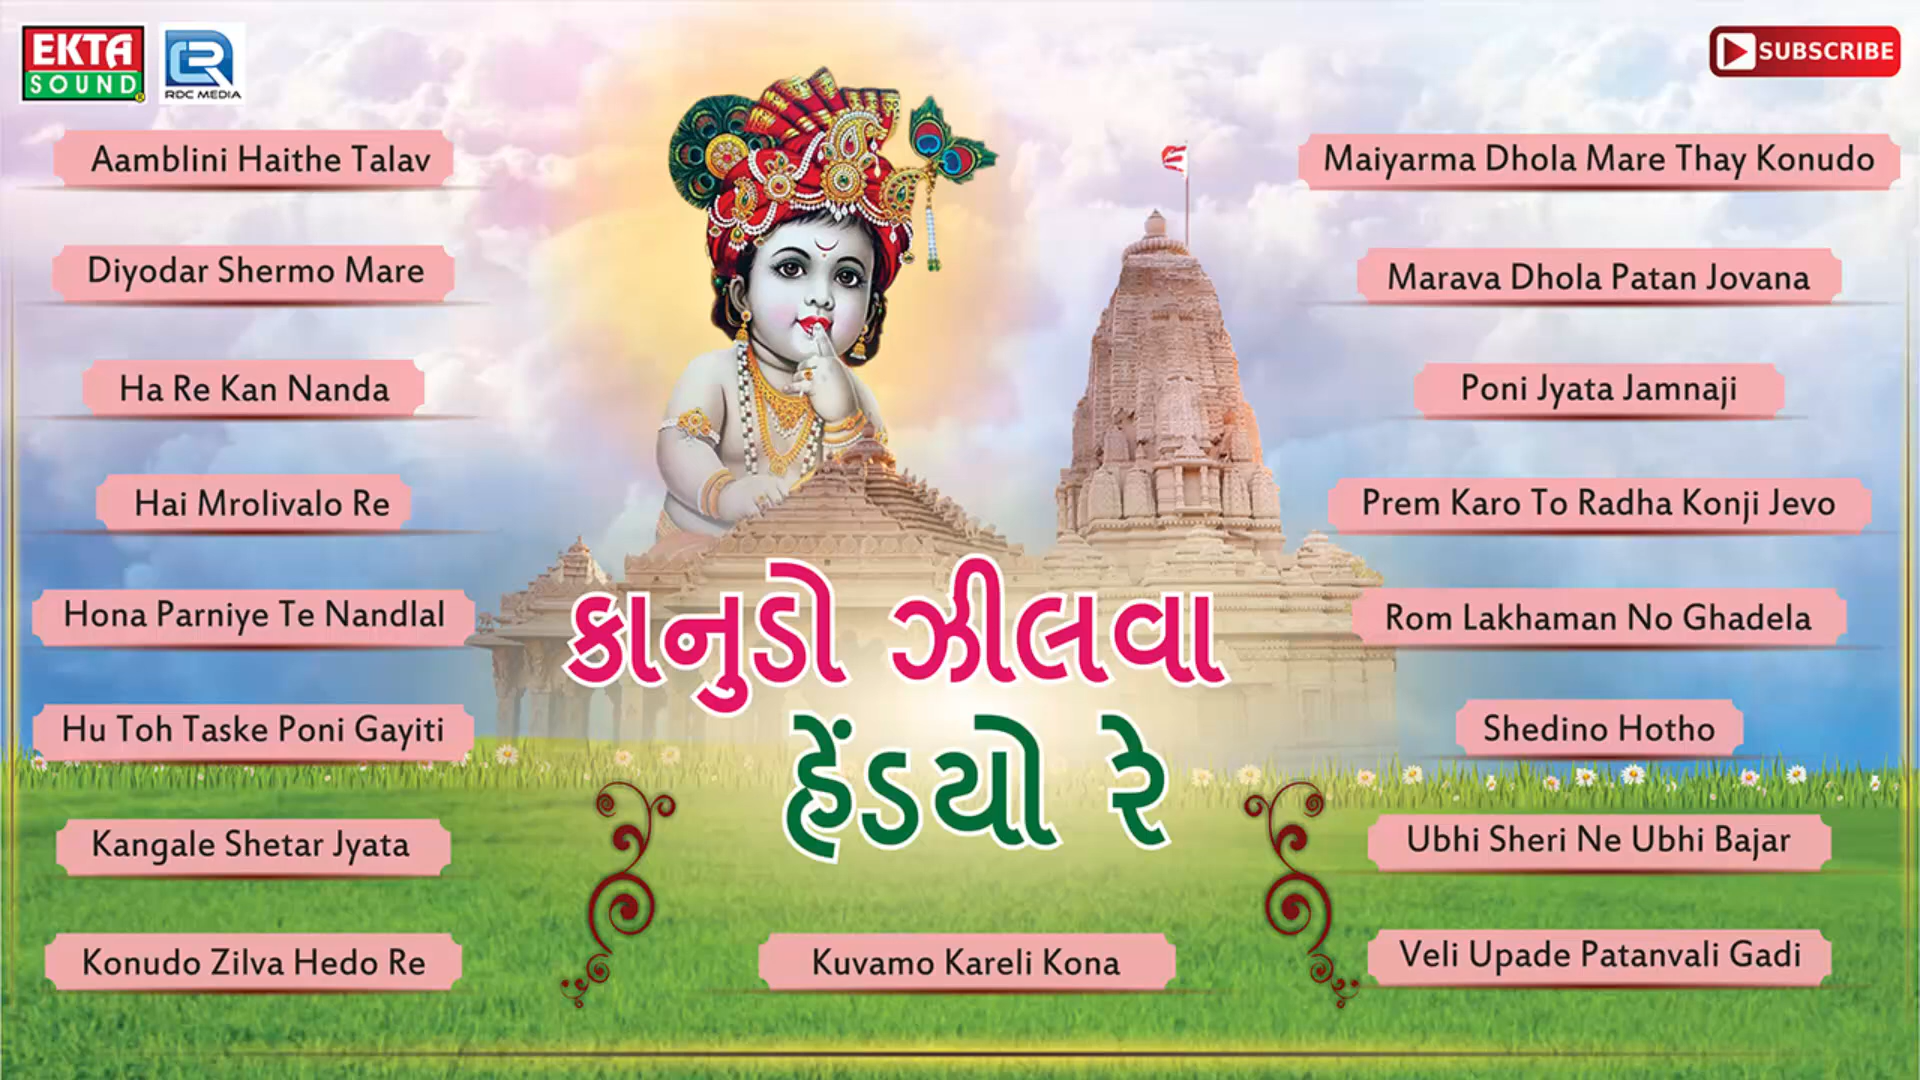 EKTA
SOUND
RDC MEDIA
SUBSCRIBE
Aamblini Haithe Talav
Diyodar Shermo Mare
Ha Re Kan Nanda
Hai Mrolivalo Re
Hona Parniye Te Nandlal
Hu Toh Taske Poni Gayiti
Kangale Shetar Jyata
Konudo Zilva Hedo Re
કાનુડો ઝીલવા
હેંડયો રે
Kuvamo Kareli Kona
Maiyarma Dhola Mare Thay Konudo
Marava Dhola Patan Jovana
Poni Jyata Jamnaji
Prem Karo To Radha Konji Jevo
Rom Lakhaman No Ghadela
Shedino Hotho
Ubhi Sheri Ne Ubhi Bajar
Veli Upade Patanvali Gadi